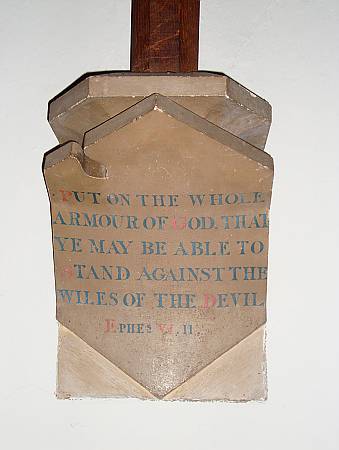 PUT ON THE WHOLE
ARMOUR OF GOD, THAT
YE MAY BE ABLE TO
STAND AGAINST THE
WILES OF THE DEVIL
EPHES VI. 11.